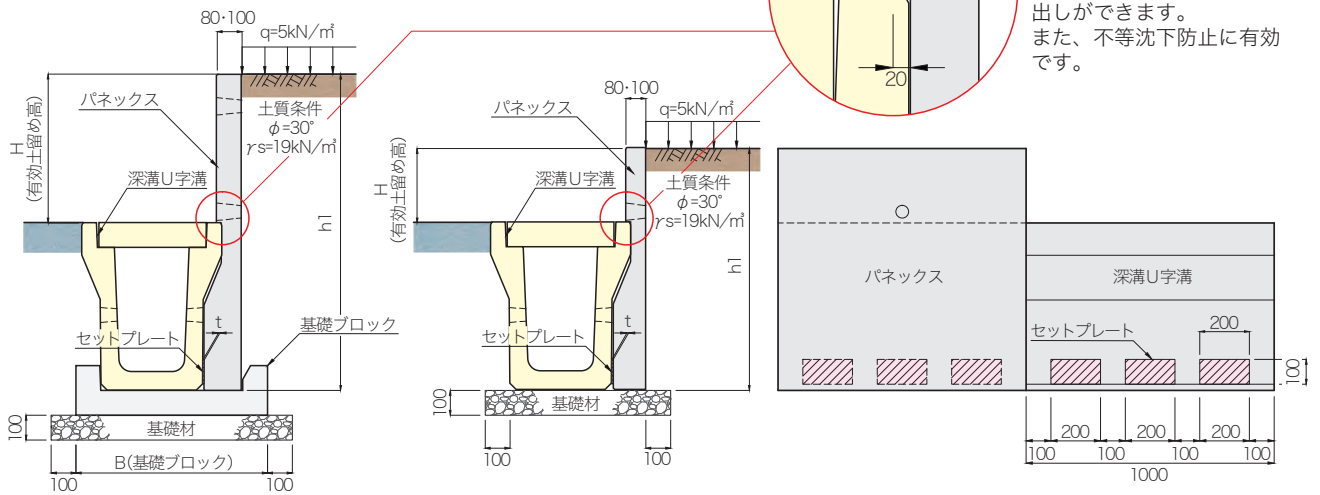 出しができます。
また、不等沈下防止に有効
です。
20
80・100
q=5kN/㎡
パネックス
土質条件
φ=30°
γs=19kN/㎥
H
(有効土留め高)
深溝U字溝
h1
t
セットプレート
基礎ブロック
基礎材
100
100
B(基礎ブロック)
100
80・100
q=5kN/㎡
パネックス
土質条件
φ=30°
γs=19kN/㎥
H
(有効土留め高)
深溝U字溝
h1
t
セットプレート
基礎材
100
100
100
パネックス
深溝U字溝
セットプレート
200
100
200
200
200
100
100
100
100
1000